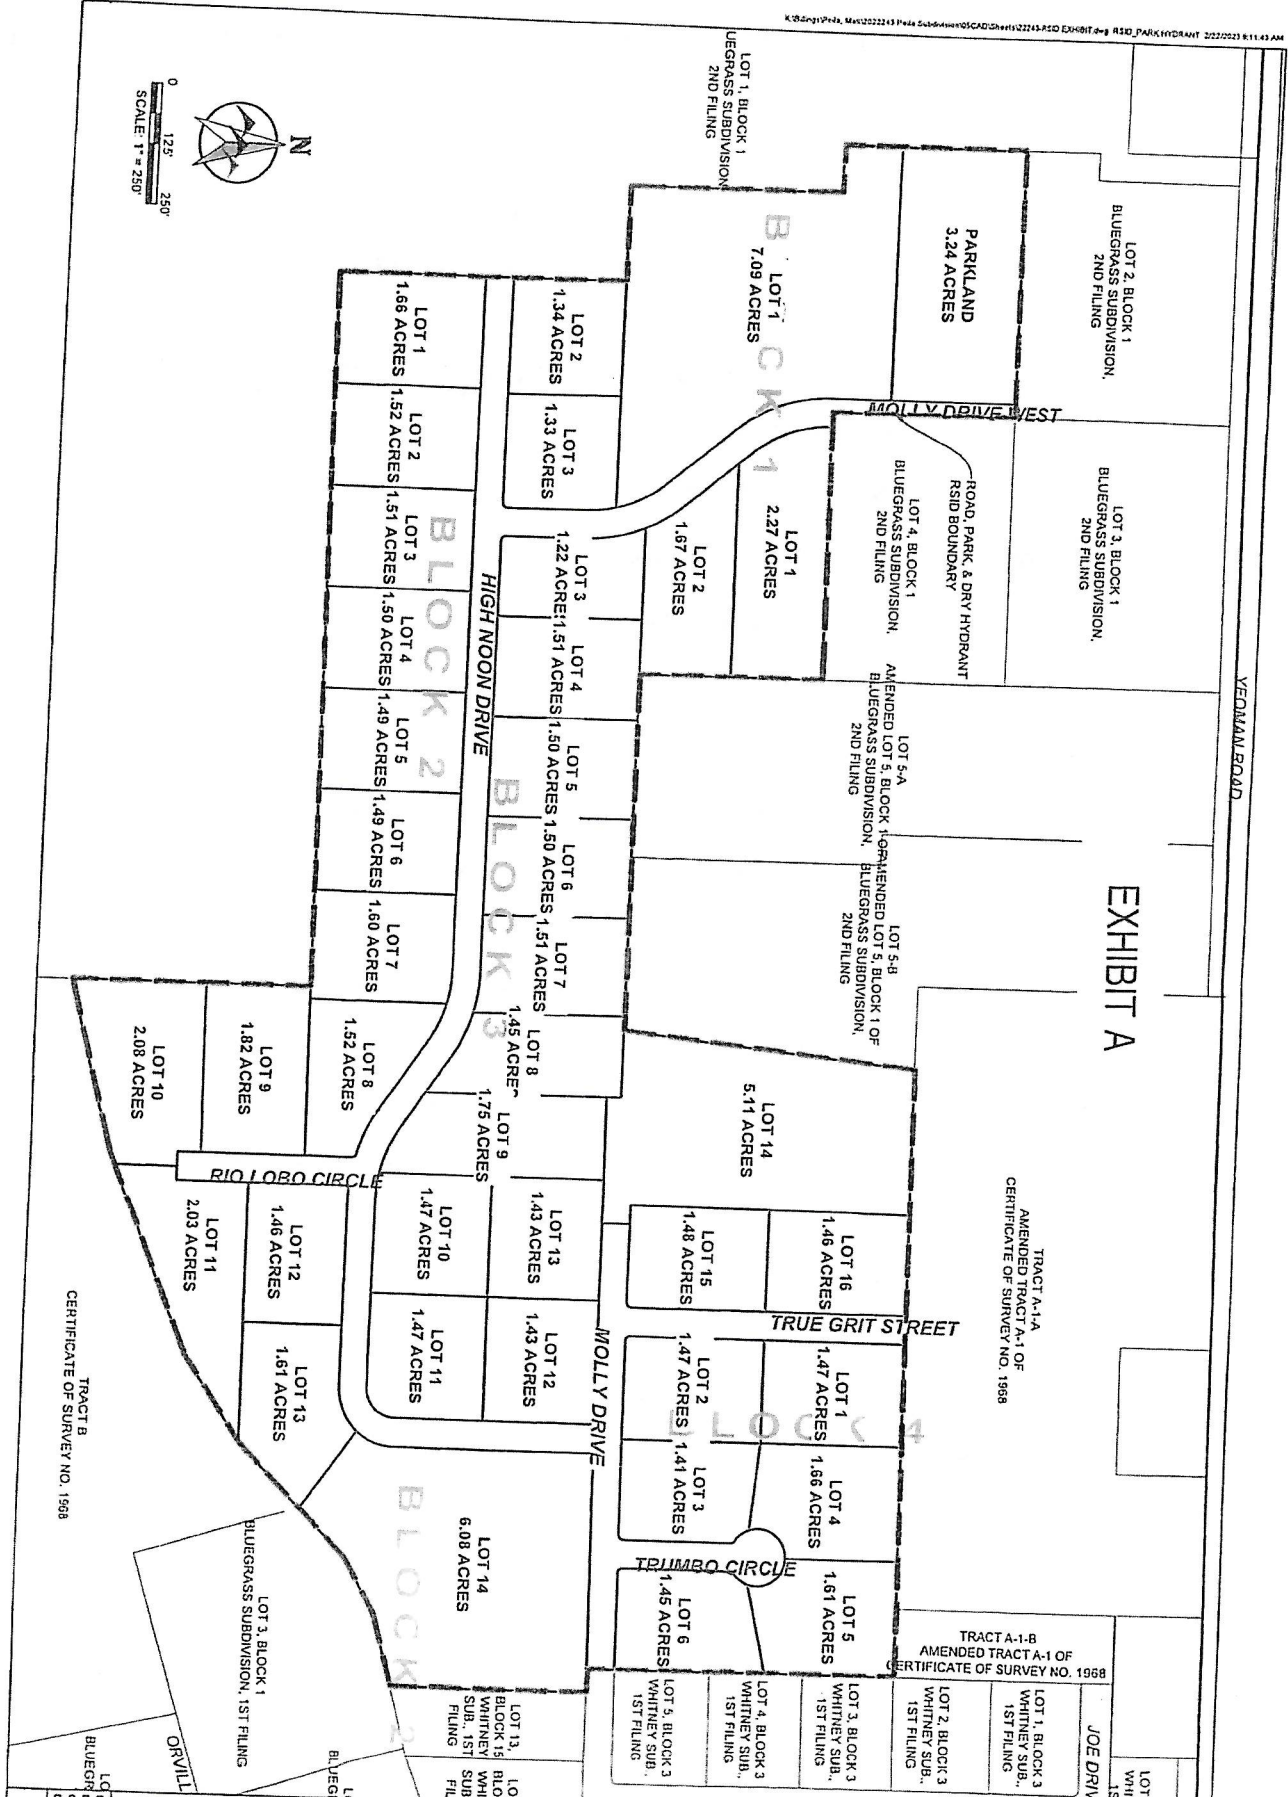 EXHIBIT A
YEOMAN ROAD
LOT 2, BLOCK 1
BLUEGRASS SUBDIVISION,
2ND FILING
LOT 3, BLOCK 1
BLUEGRASS SUBDIVISION,
2ND FILING
TRACT A-1-A
AMENDED TRACT A-1 OF
CERTIFICATE OF SURVEY NO. 1968
LOT 1, BLOCK 1
UEGRASS SUBDIVISION
2ND FILING
PARKLAND
3.24 ACRES
MOLLY DRIVE WEST
ROAD, PARK, & DRY HYDRANT
RSID BOUNDARY
LOT 4, BLOCK 1
BLUEGRASS SUBDIVISION,
2ND FILING
LOT 5-A
AMENDED LOT 5, BLOCK 1 OF
BLUEGRASS SUBDIVISION,
2ND FILING
LOT 5-B
AMENDED LOT 5, BLOCK 1 OF
BLUEGRASS SUBDIVISION,
2ND FILING
LOT 1
7.09 ACRES
B CK 1
LOT 2
1.34 ACRES
LOT 3
1.33 ACRES
LOT 1
2.27 ACRES
LOT 2
1.67 ACRES
LOT 3
1.22 ACRES
LOT 4
1.51 ACRES
LOT 5
1.50 ACRES
LOT 6
1.50 ACRES
LOT 7
1.51 ACRES
LOT 8
1.45 ACRES
LOT 9
1.75 ACRES
LOT 10
1.47 ACRES
LOT 11
1.47 ACRES
LOT 12
1.43 ACRES
LOT 13
1.43 ACRES
LOT 14
5.11 ACRES
LOT 15
1.48 ACRES
LOT 16
1.46 ACRES
BLOCK 3
HIGH NOON DRIVE
BLOCK 2
LOT 1
1.66 ACRES
LOT 2
1.52 ACRES
LOT 3
1.51 ACRES
LOT 4
1.50 ACRES
LOT 5
1.49 ACRES
LOT 6
1.49 ACRES
LOT 7
1.60 ACRES
LOT 8
1.52 ACRES
LOT 9
1.82 ACRES
LOT 10
2.08 ACRES
RIO LOBO CIRCLE
LOT 11
2.03 ACRES
LOT 12
1.46 ACRES
LOT 13
1.61 ACRES
LOT 14
6.08 ACRES
BLOCK 2
MOLLY DRIVE
TRUE GRIT STREET
LOT 1
1.47 ACRES
LOT 2
1.47 ACRES
LOT 3
1.41 ACRES
LOT 4
1.66 ACRES
LOT 5
1.61 ACRES
LOT 6
1.45 ACRES
BLOCK 4
TRUMBO CIRCLE
TRACT A-1-B
AMENDED TRACT A-1 OF
CERTIFICATE OF SURVEY NO. 1968
JOE DRIV
LOT 1, BLOCK 3
WHITNEY SUB.,
1ST FILING
LOT 2, BLOCK 3
WHITNEY SUB.,
1ST FILING
LOT 3, BLOCK 3
WHITNEY SUB.,
1ST FILING
LOT 4, BLOCK 3
WHITNEY SUB.,
1ST FILING
LOT 5, BLOCK 3
WHITNEY SUB.,
1ST FILING
LOT 13,
BLOCK 15
WHITNEY
SUB., 1ST
FILING
LOT 3, BLOCK 1
BLUEGRASS SUBDIVISION, 1ST FILING
ORVILL
TRACT B
CERTIFICATE OF SURVEY NO. 1968
N
0 125' 250'
SCALE: 1" = 250'